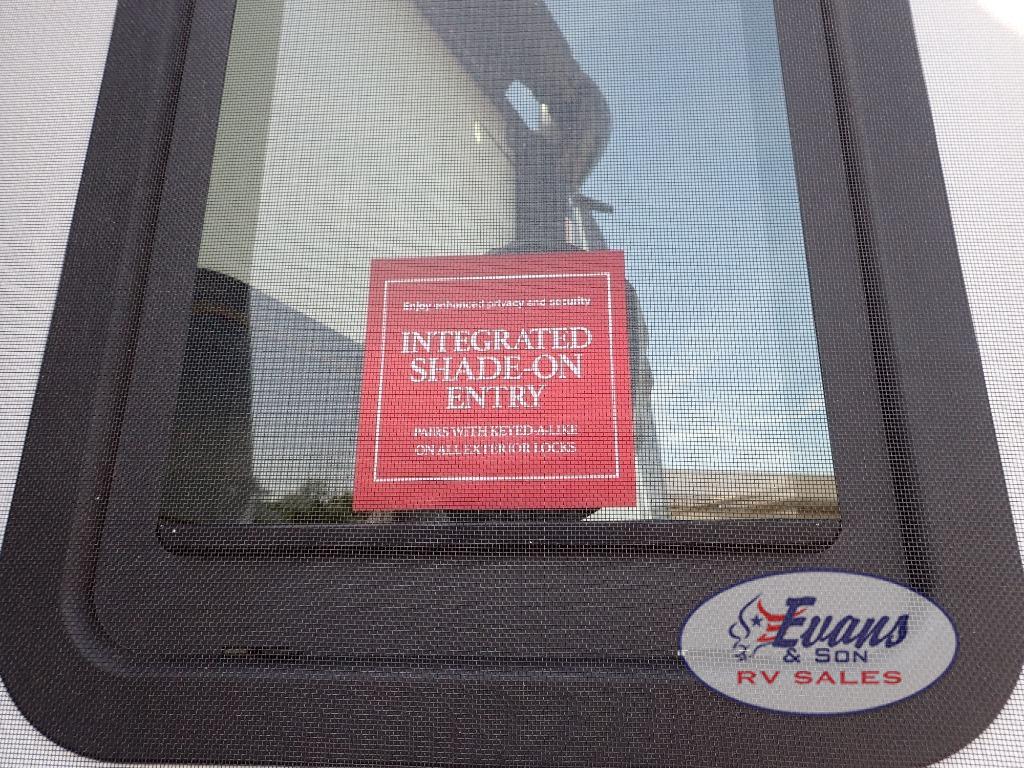 Enjoy enhanced privacy and security
INTEGRATED
SHADE-ON
ENTRY
PAIRS WITH KEYED-A-LIKE
ON ALL EXTERIOR LOCKS
Evans
& SON
RV SALES